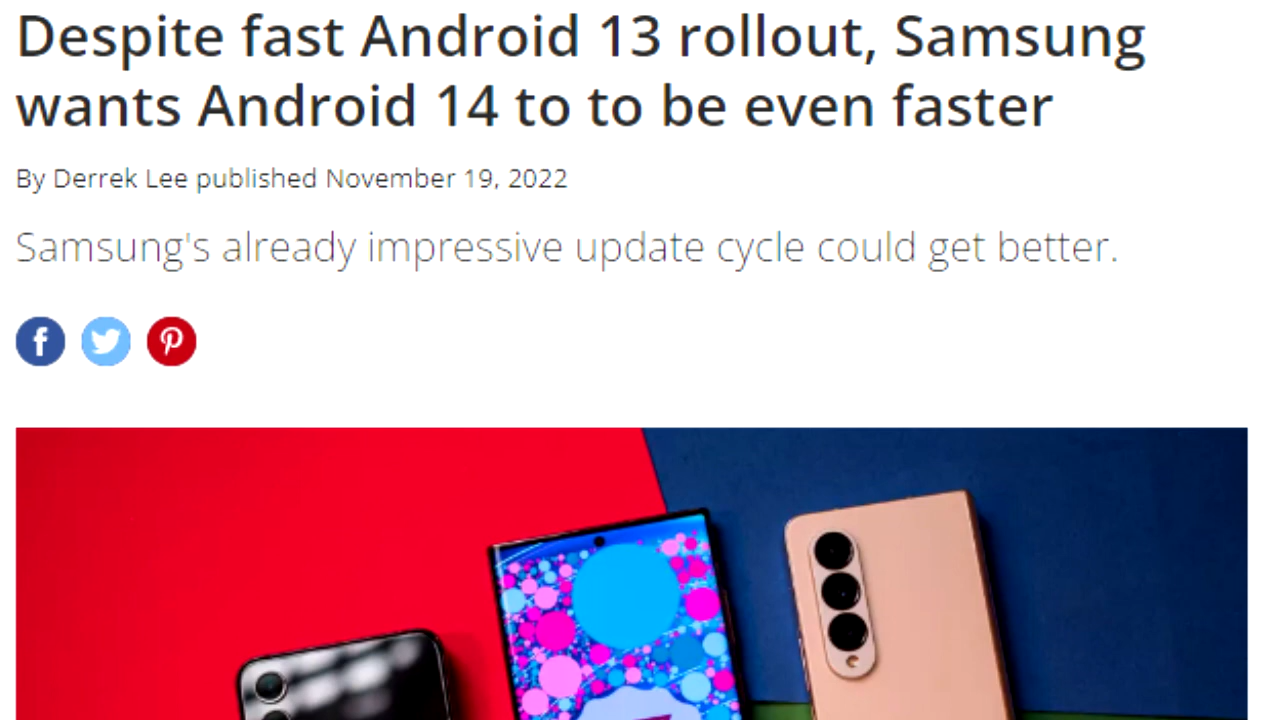 Despite fast Android 13 rollout, Samsung
wants Android 14 to to be even faster
By Derrek Lee published November 19, 2022
Samsung's already impressive update cycle could get better.